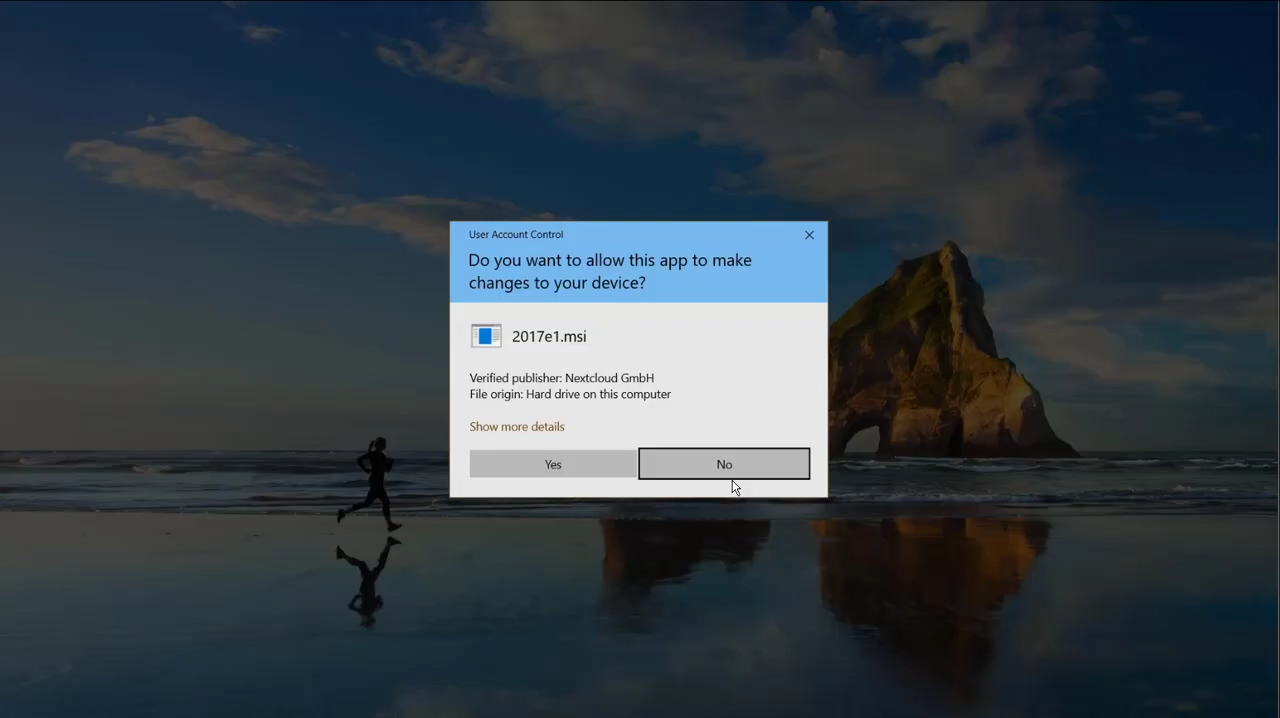 User Account Control
Do you want to allow this app to make
changes to your device?
2017e1.msi
Verified publisher: Nextcloud GmbH
File origin: Hard drive on this computer
Show more details
Yes
No